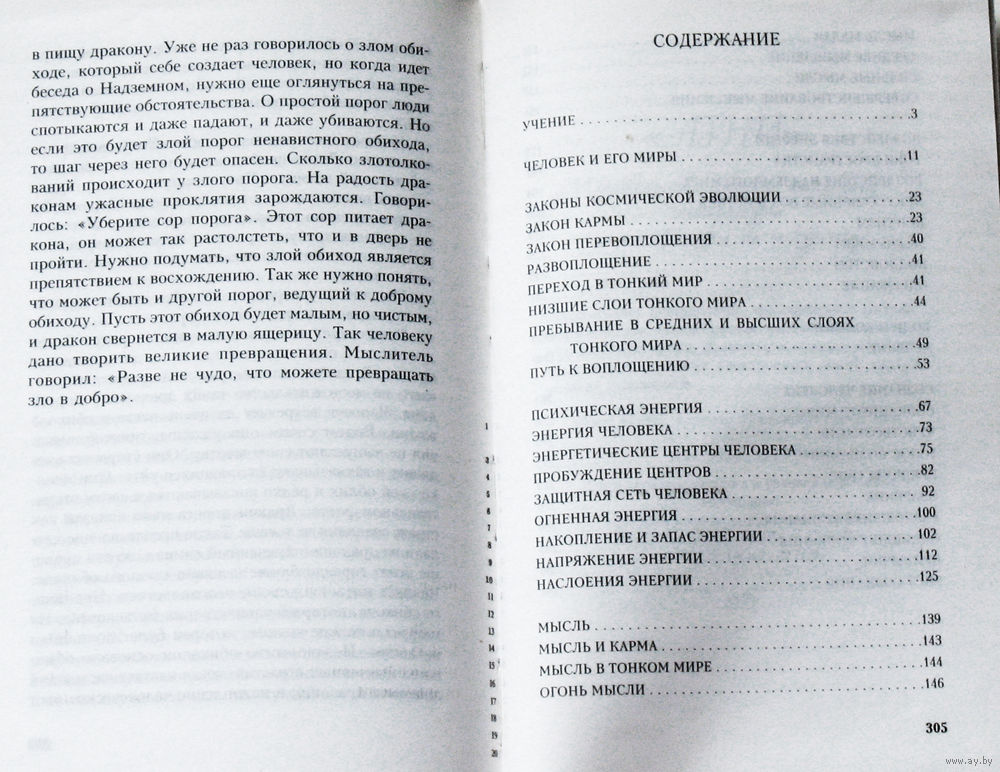 в пищу дракону. Уже не раз говорилось о злом оби-
ходе, который себе создает человек, но когда идет
беседа о Надземном, нужно еще оглянуться на пре-
пятствующие обстоятельства. О простой порог люди
спотыкаются и даже падают, и даже убиваются. Но
если это будет злой порог ненавистного обихода,
то шаг через него будет опасен. Сколько злотолко-
ваний происходит у злого порога. На радость дра-
конам ужасные проклятия зарождаются. Говори-
лось: «Уберите сор порога». Этот сор питает дра-
кона, он может так растолстеть, что и в дверь не
пройти. Нужно подумать, что злой обиход является
препятствием к восхождению. Так же нужно понять,
что может быть и другой порог, ведущий к доброму
обиходу. Пусть этот обиход будет малым, но чистым,
и дракон свернется в малую ящерицу. Так человеку
дано творить великие превращения. Мыслитель
говорил: «Разве не чудо, что можете превращать
зло в добро».
СОДЕРЖАНИЕ
УЧЕНИЕ . . . 3
ЧЕЛОВЕК И ЕГО МИРЫ . . . 11
ЗАКОНЫ КОСМИЧЕСКОЙ ЭВОЛЮЦИИ . . . 23
ЗАКОН КАРМЫ . . . 23
ЗАКОН ПЕРЕВОПЛОЩЕНИЯ . . . 40
РАЗВОПЛОЩЕНИЕ . . . 41
ПЕРЕХОД В ТОНКИЙ МИР . . . 41
НИЗШИЕ СЛОИ ТОНКОГО МИРА . . . 44
ПРЕБЫВАНИЕ В СРЕДНИХ И ВЫСШИХ СЛОЯХ
ТОНКОГО МИРА . . . 49
ПУТЬ К ВОПЛОЩЕНИЮ . . . 53
ПСИХИЧЕСКАЯ ЭНЕРГИЯ . . . 67
ЭНЕРГИЯ ЧЕЛОВЕКА . . . 73
ЭНЕРГЕТИЧЕСКИЕ ЦЕНТРЫ ЧЕЛОВЕКА . . . 75
ПРОБУЖДЕНИЕ ЦЕНТРОВ . . . 82
ЗАЩИТНАЯ СЕТЬ ЧЕЛОВЕКА . . . 92
ОГНЕННАЯ ЭНЕРГИЯ . . . 100
НАКОПЛЕНИЕ И ЗАПАС ЭНЕРГИИ . . . 102
НАПРЯЖЕНИЕ ЭНЕРГИИ . . . 112
НАСЛОЕНИЯ ЭНЕРГИИ . . . 125
МЫСЛЬ . . . 139
МЫСЛЬ И КАРМА . . . 143
МЫСЛЬ В ТОНКОМ МИРЕ . . . 144
ОГОНЬ МЫСЛИ . . . 146
305
www.ay.by